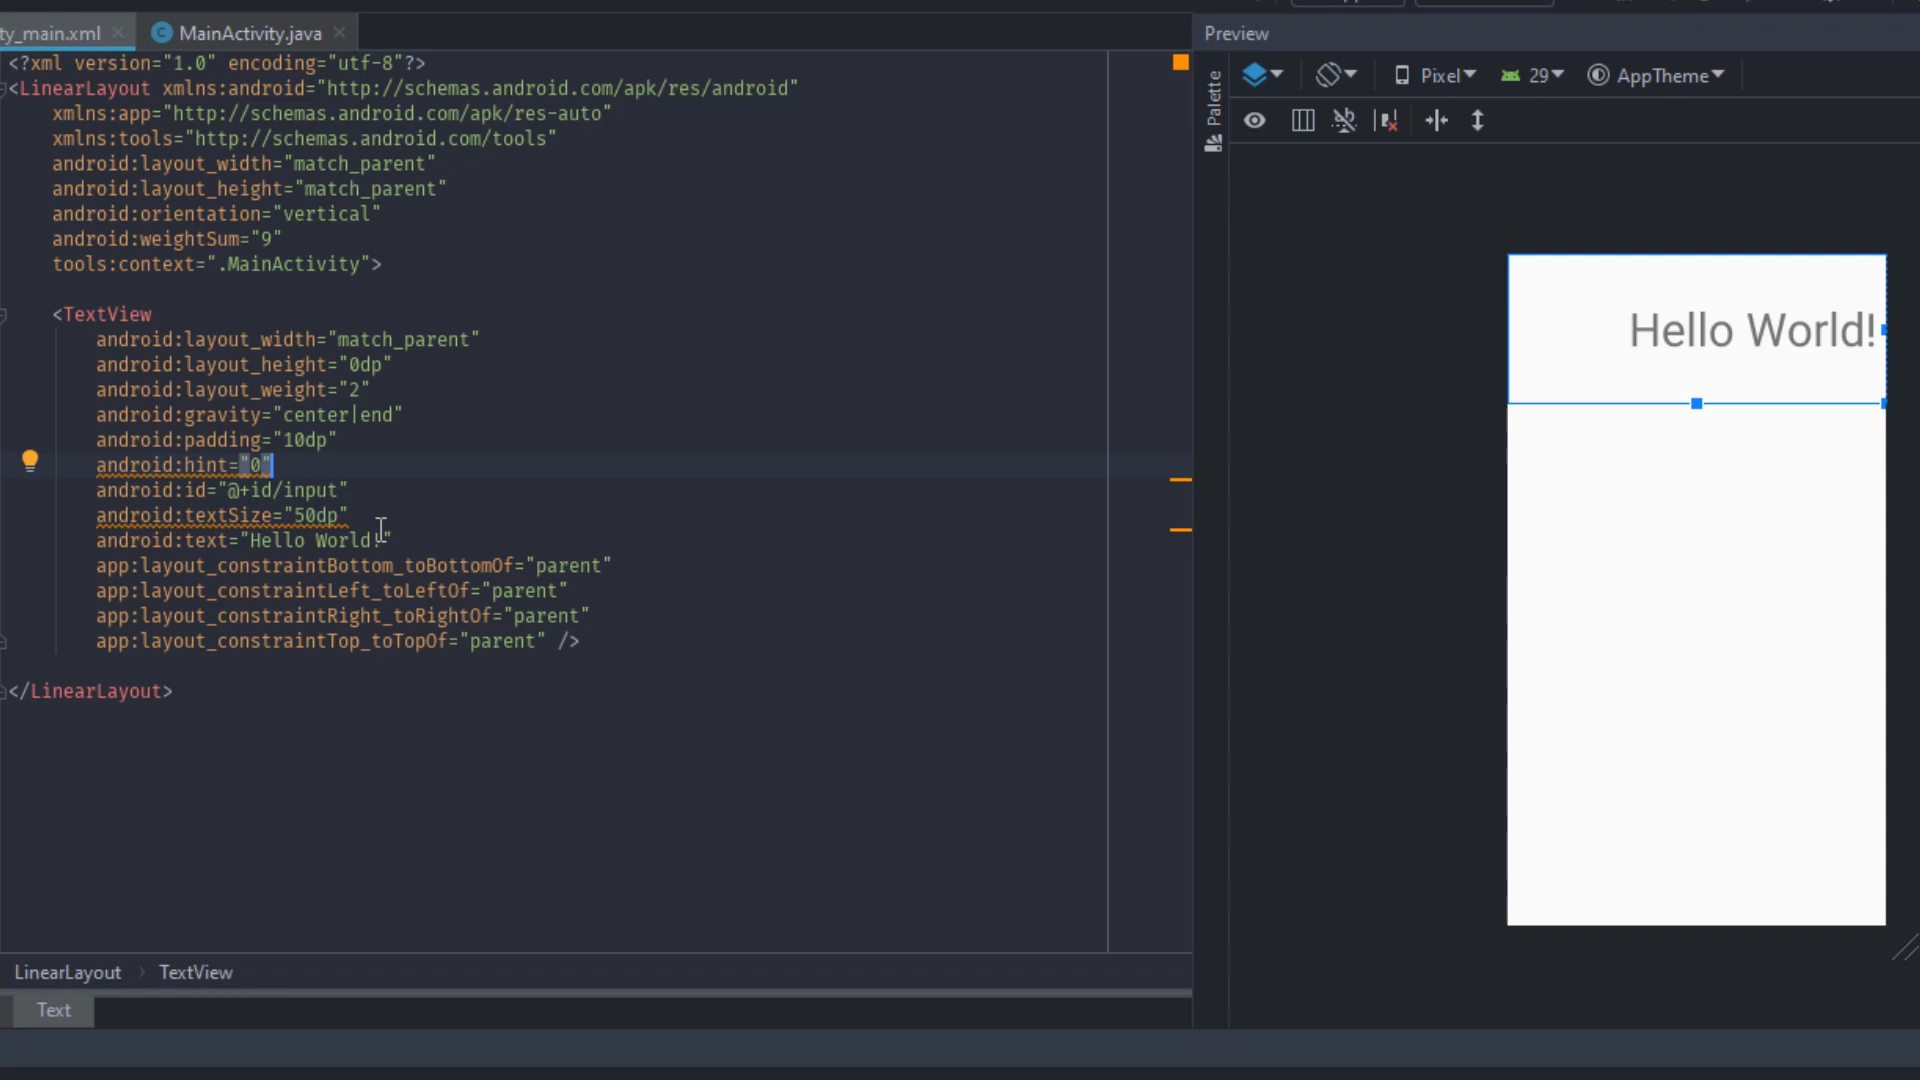 ty_main.xml
MainActivity.java
<?xml version="1.0" encoding="utf-8"?>
<LinearLayout xmlns:android="http://schemas.android.com/apk/res/android"
xmlns:app="http://schemas.android.com/apk/res-auto"
xmlns:tools="http://schemas.android.com/tools"
android:layout_width="match_parent"
android:layout_height="match_parent"
android:orientation="vertical"
android:weightSum="9"
tools:context=".MainActivity">
<TextView
android:layout_width="match_parent"
android:layout_height="0dp"
android:layout_weight="2"
android:gravity="center|end"
android:padding="10dp"
android:hint="0"
android:id="@+id/input"
android:textSize="50dp"
android:text="Hello World!"
app:layout_constraintBottom_toBottomOf="parent"
app:layout_constraintLeft_toLeftOf="parent"
app:layout_constraintRight_toRightOf="parent"
app:layout_constraintTop_toTopOf="parent" />
</LinearLayout>
LinearLayout TextView
Text
Preview
Palette
Pixel 29 AppTheme
Hello World!